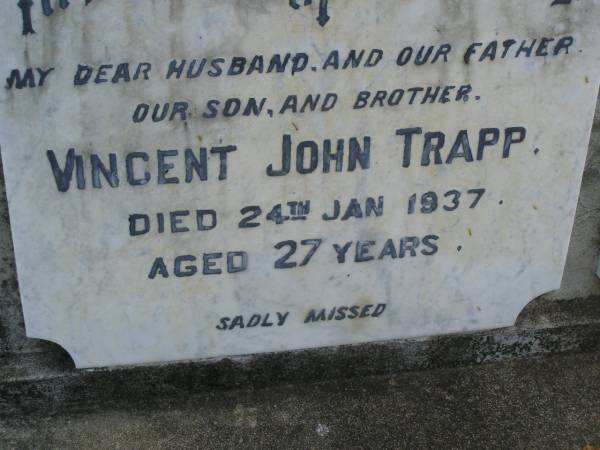 MY DEAR HUSBAND, AND OUR FATHER
OUR SON, AND BROTHER.
VINCENT JOHN TRAPP.
DIED 24TH JAN 1937.
AGED 27 YEARS.
SADLY MISSED